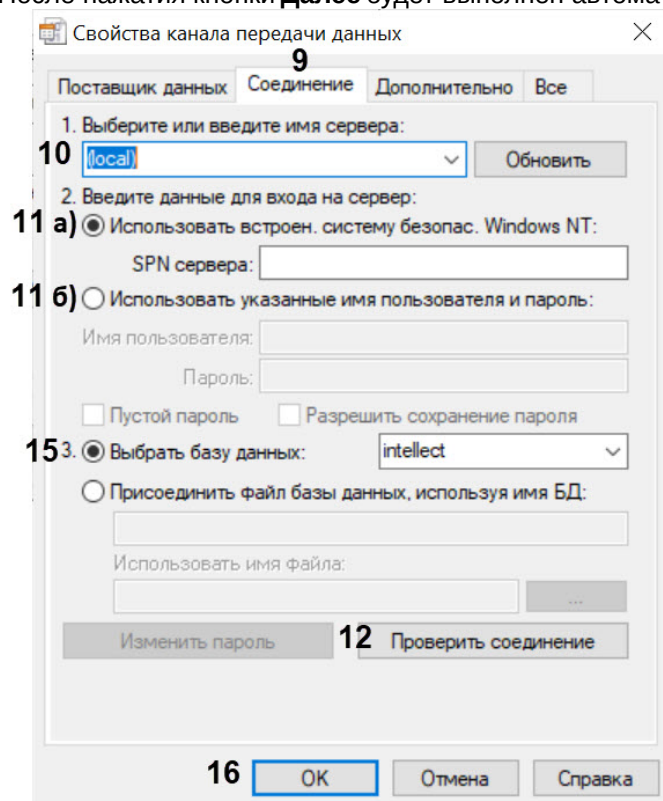 После нажатия кнопки Далее будет выполнен автома
Свойства канала передачи данных
9
Поставщик данных Соединение Дополнительно Все
1. Выберите или введите имя сервера:
10 (local) Обновить
2. Введите данные для входа на сервер:
11 а) Использовать встроен. систему безопас. Windows NT:
SPN сервера:
11 б) Использовать указанные имя пользователя и пароль:
Имя пользователя:
Пароль:
Пустой пароль Разрешить сохранение пароля
15 3. Выбрать базу данных: intellect
Присоединить файл базы данных, используя имя БД:
Использовать имя файла:
...
Изменить пароль 12 Проверить соединение
16 OK Отмена Справка